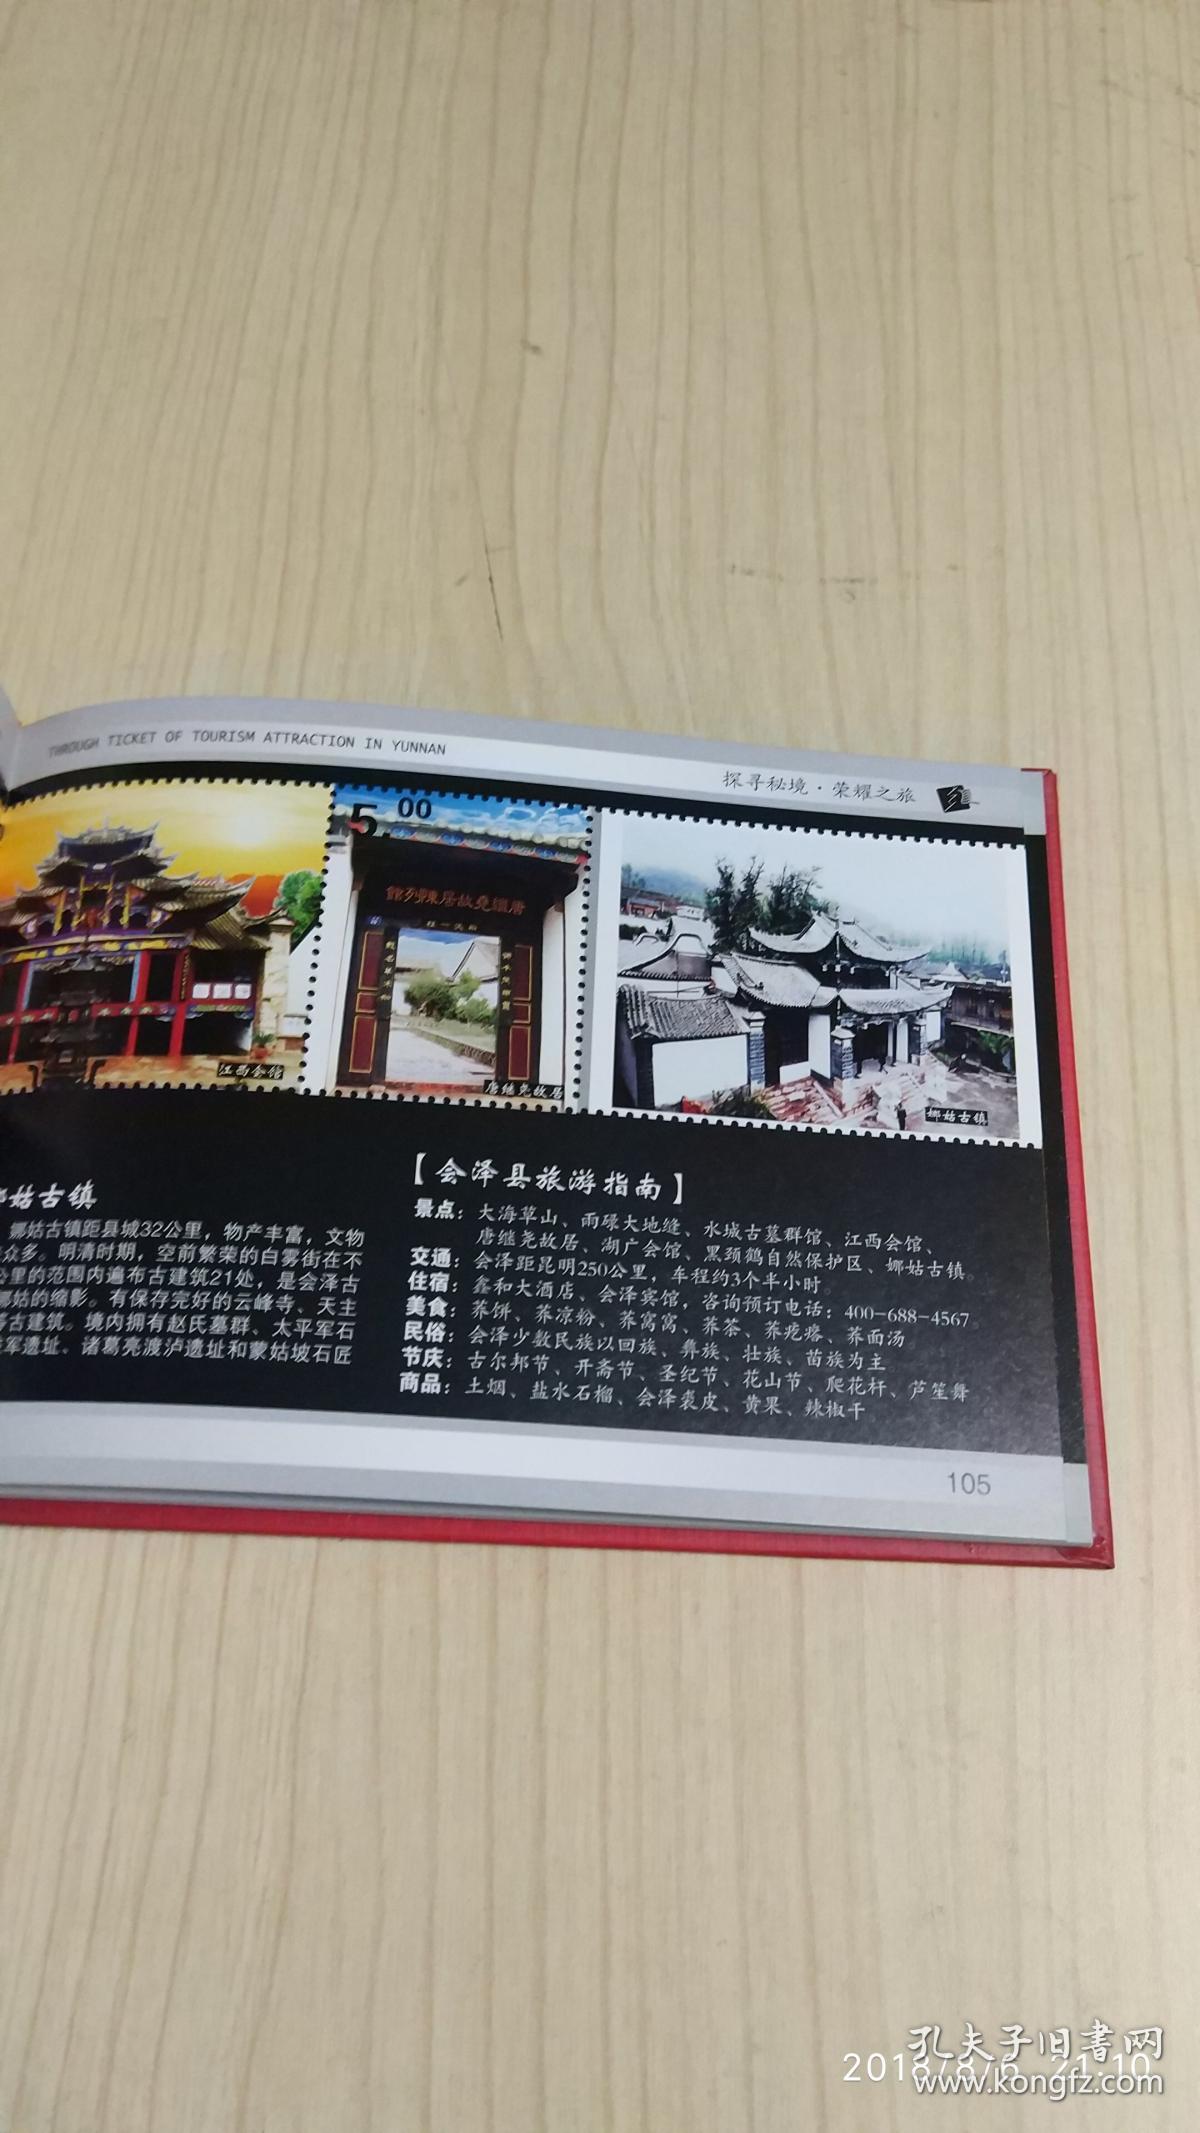 THROUGH TICKET OF TOURISM ATTRACTION IN YUNNAN
探寻秘境·荣耀之旅
5.00
唐繼堯故居陳列館
江西会馆
唐继尧故居
娜姑古镇
姑古镇
娜姑古镇距县城32公里，物产丰富，文物
众多。明清时期，空前繁荣的白雾街在不
公里的范围内遍布古建筑21处，是会泽古
娜姑的缩影。有保存完好的云峰寺、天主
等古建筑。境内拥有赵氏墓群、太平军石
军遗址、诸葛亮渡泸遗址和蒙姑坡石匠
【会泽县旅游指南】
景点：大海草山、雨碌大地缝、水城古墓群馆、江西会馆、
唐继尧故居、湖广会馆、黑颈鹤自然保护区、娜姑古镇。
交通：会泽距昆明250公里，车程约3个半小时。
住宿：鑫和大酒店、会泽宾馆，咨询预订电话：400-688-4567
美食：荞饼、荞凉粉、荞窝窝、荞茶、荞疙瘩、荞面汤。
民俗：会泽少数民族以回族、彝族、壮族、苗族为主
节庆：古尔邦节、开斋节、圣纪节、花山节、爬花杆、芦笙舞
商品：土烟、盐水石榴、会泽裘皮、黄果、辣椒干
105
孔夫子旧书网
2018/8/6 21:10
www.kongfz.com